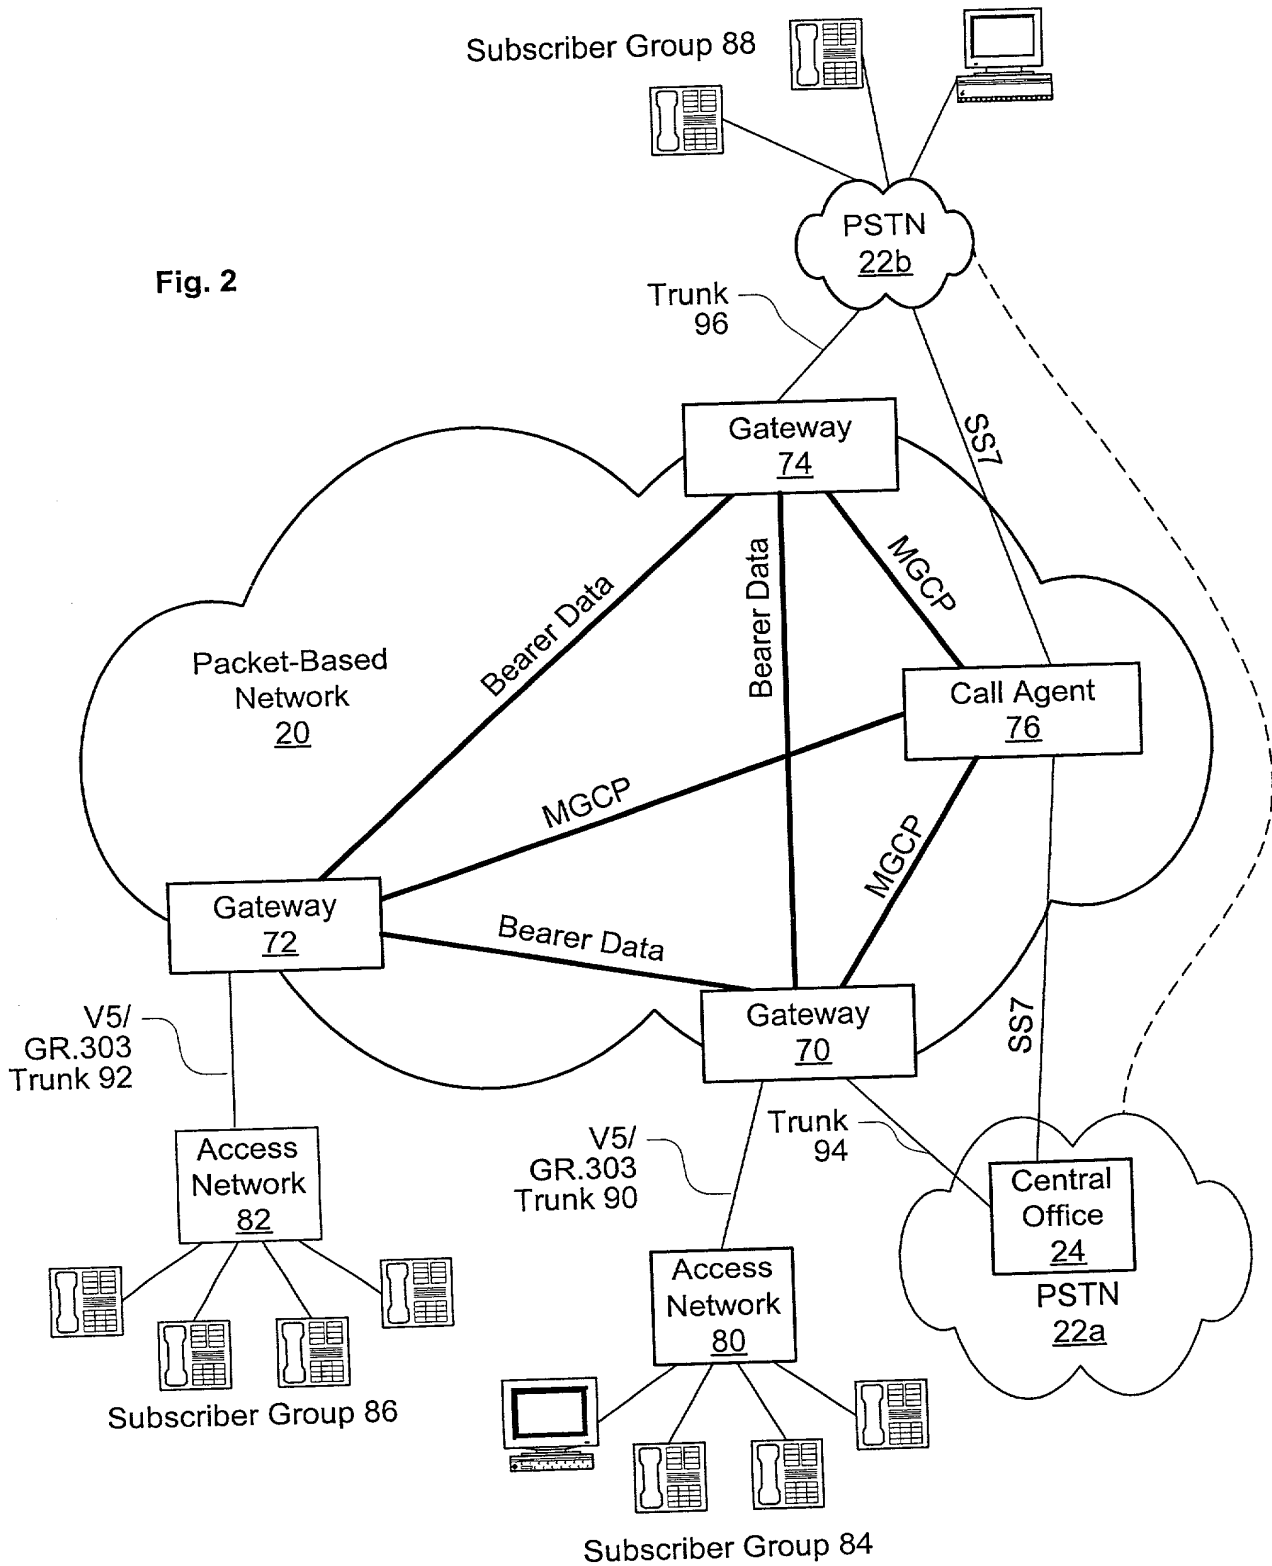 Subscriber Group 88
PSTN
22b
Fig. 2
Trunk
96
Gateway
74
SS7
MGCP
Bearer Data
Bearer Data
Packet-Based
Network
20
Call Agent
76
MGCP
MGCP
Gateway
72
Bearer Data
Gateway
70
SS7
V5/
GR.303
Trunk 92
Access
Network
82
V5/
GR.303
Trunk 90
Trunk
94
Central
Office
24
PSTN
22a
Access
Network
80
Subscriber Group 86
Subscriber Group 84